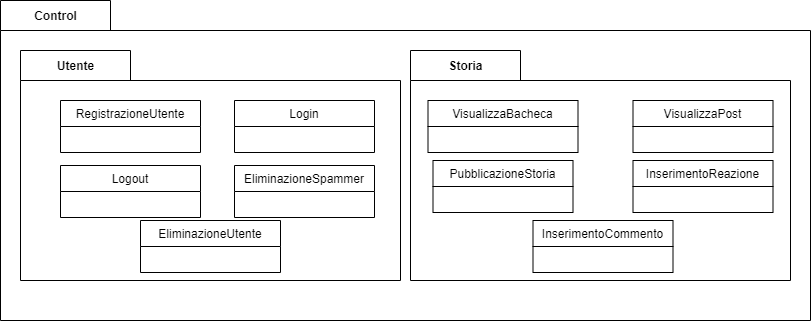 Control
Utente
Storia
RegistrazioneUtente
Login
Logout
EliminazioneSpammer
EliminazioneUtente
VisualizzaBacheca
VisualizzaPost
PubblicazioneStoria
InserimentoReazione
InserimentoCommento